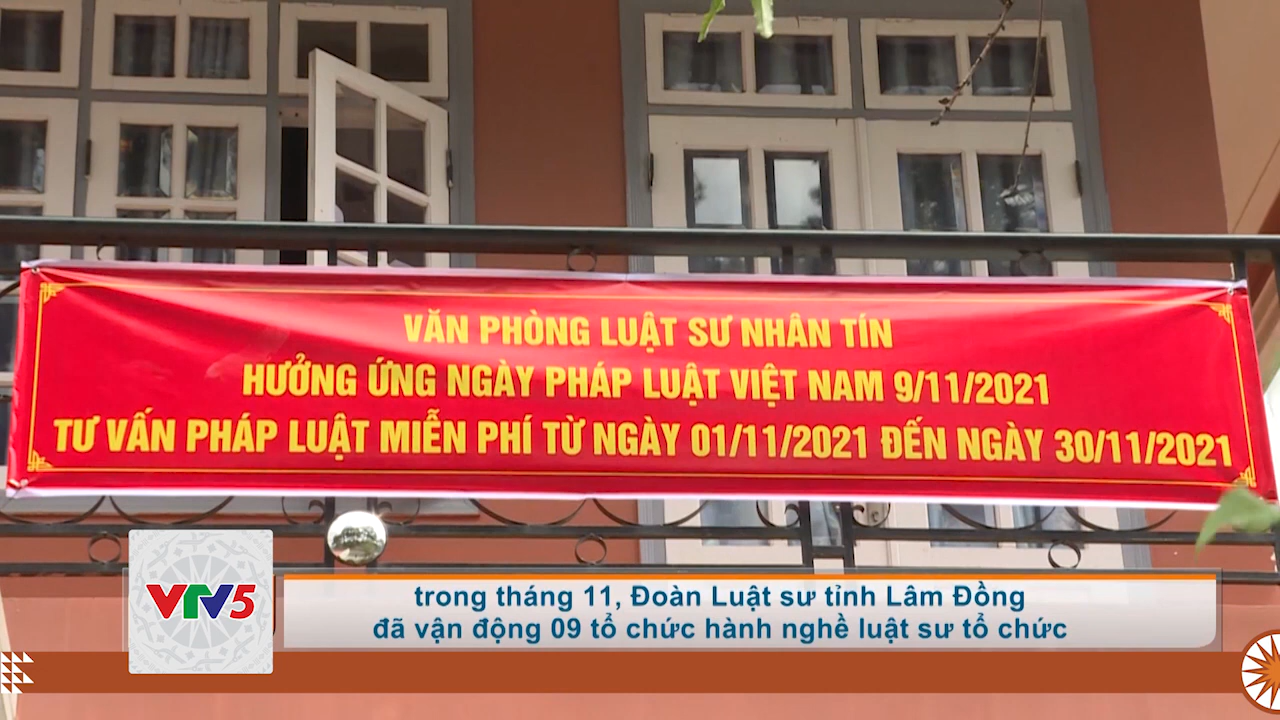 VĂN PHÒNG LUẬT SƯ NHÂN TÍN
HƯỞNG ỨNG NGÀY PHÁP LUẬT VIỆT NAM 9/11/2021
TƯ VẤN PHÁP LUẬT MIỄN PHÍ TỪ NGÀY 01/11/2021 ĐẾN NGÀY 30/11/2021
VTV5
trong tháng 11, Đoàn Luật sư tỉnh Lâm Đồng
đã vận động 09 tổ chức hành nghề luật sư tổ chức